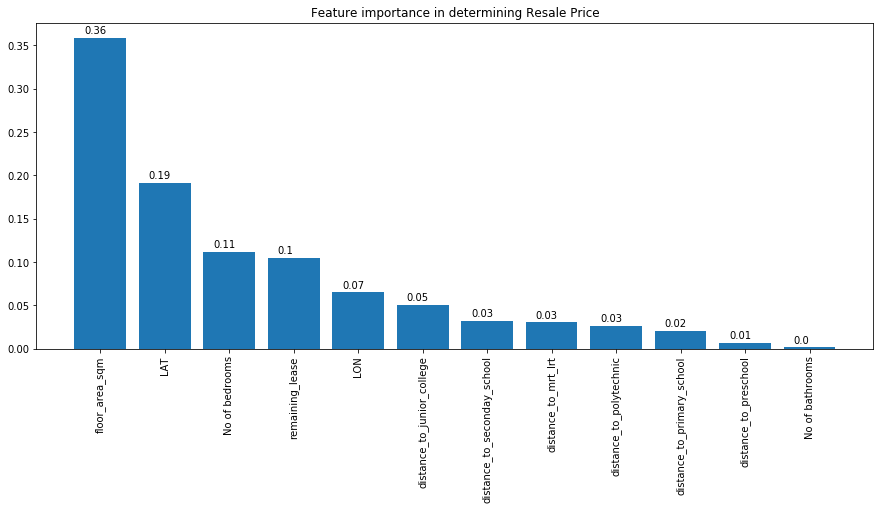 Feature importance in determining Resale Price
0.35
0.30
0.25
0.20
0.15
0.10
0.05
0.00
0.36
0.19
0.11
0.1
0.07
0.05
0.03
0.03
0.03
0.02
0.01
0.0
floor_area_sqm
LAT
No of bedrooms
remaining_lease
LON
distance_to_junior_college
distance_to_seconday_school
distance_to_mrt_lrt
distance_to_polytechnic
distance_to_primary_school
distance_to_preschool
No of bathrooms